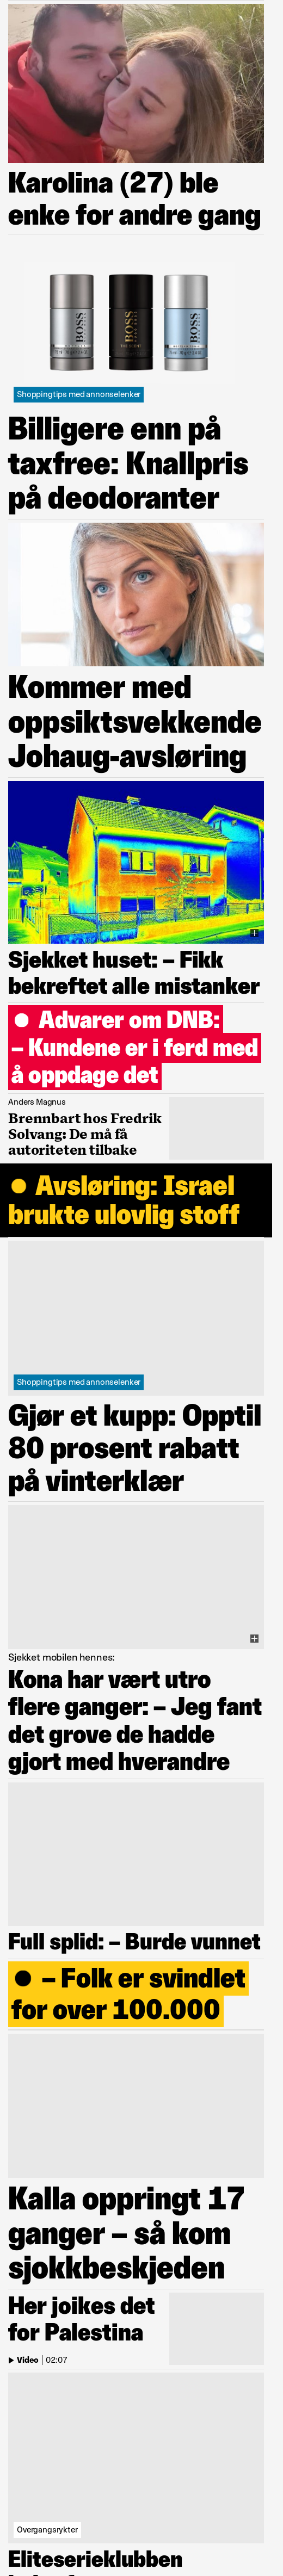 Karolina (27) ble
enke for andre gang
BOSS
BOSS
BOSS
Shoppingtips med annonselenker
Billigere enn på
taxfree: Knallpris
på deodoranter
Kommer med
oppsiktsvekkende
Johaug-avsløring
Sjekket huset: – Fikk
bekreftet alle mistanker
Advarer om DNB:
– Kundene er i ferd med
å oppdage det
Anders Magnus
Brennbart hos Fredrik
Solvang: De må få
autoriteten tilbake
Avsløring: Israel
brukte ulovlig stoff
Shoppingtips med annonselenker
Gjør et kupp: Opptil
80 prosent rabatt
på vinterklær
Sjekket mobilen hennes:
Kona har vært utro
flere ganger: – Jeg fant
det grove de hadde
gjort med hverandre
Full splid: – Burde vunnet
– Folk er svindlet
for over 100.000
Kalla oppringt 17
ganger – så kom
sjokkbeskjeden
Her joikes det
for Palestina
Video | 02:07
Overgangsrykter
Eliteserieklubben